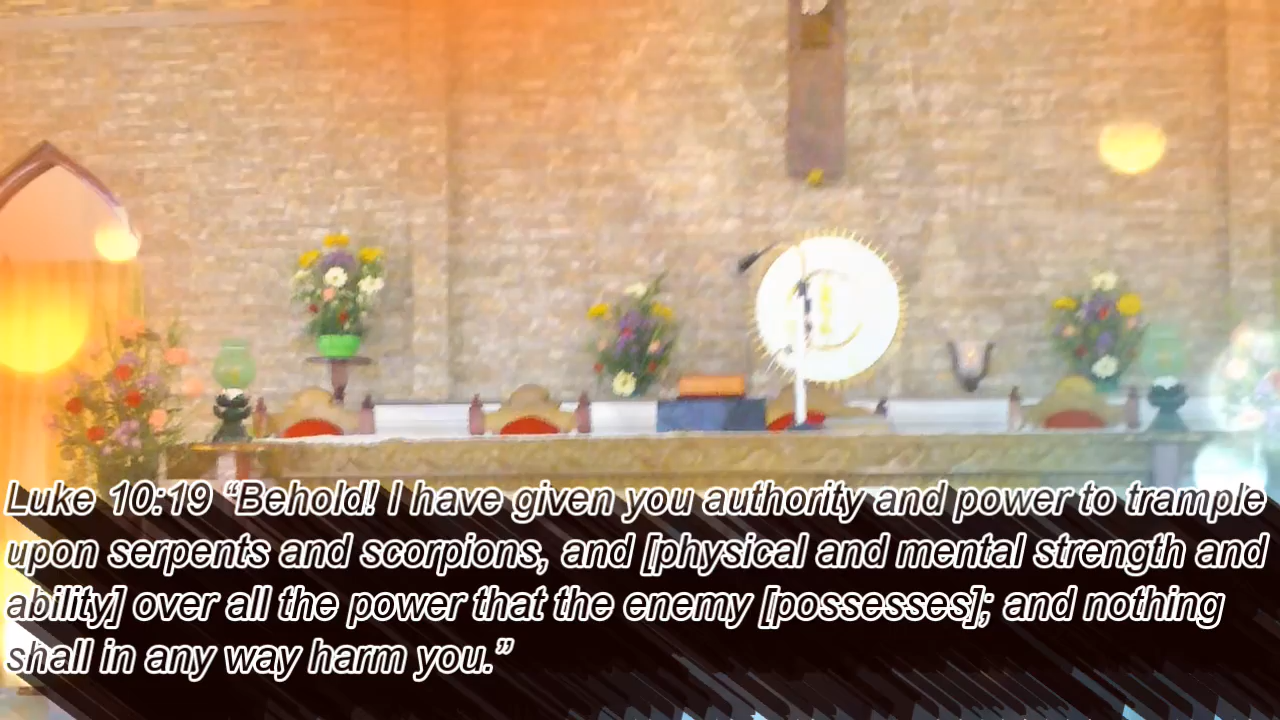 Luke 10:19 “Behold! I have given you authority and power to trample
upon serpents and scorpions, and [physical and mental strength and
ability] over all the power that the enemy [possesses]; and nothing
shall in any way harm you.”